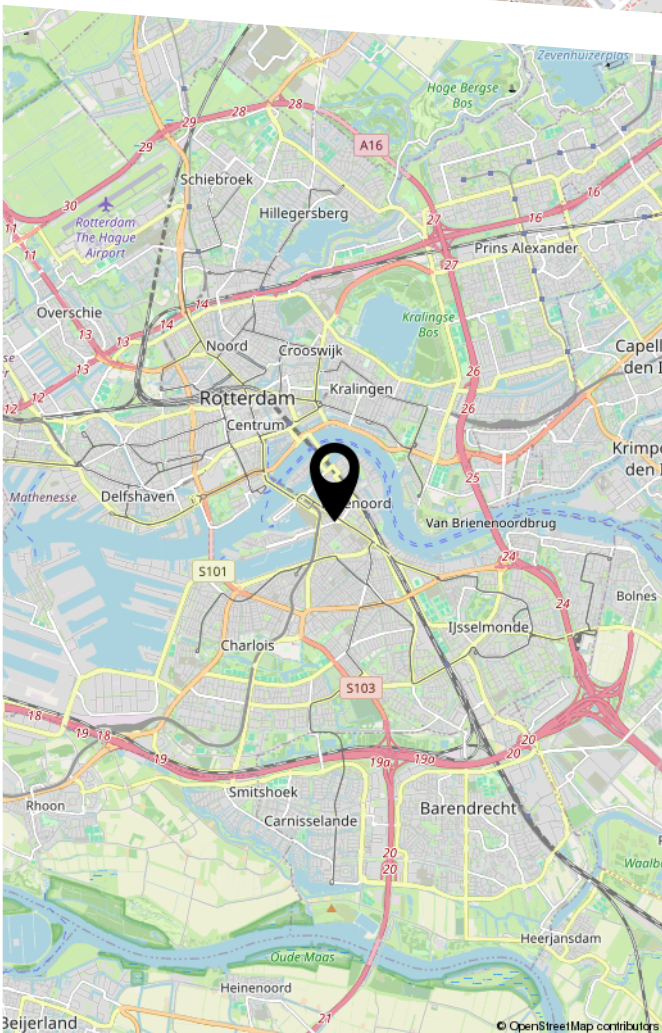 Zevenhuizerplas
Hoge Bergse
Bos
28
28
29
29
A16
Schiebroek
16
30
Hillegersberg
27
16
11
Rotterdam
The Hague
Airport
11
Prins Alexander
27
14
Overschie
14
Kralingse
Bos
13
13
13
Noord
Crooswijk
Capell
den I
26
12
12
Kralingen
Rotterdam
26
Centrum
Krimpe
den I
25
Mathenesse
Delfshaven
enoord
Van Brienenoordbrug
24
S101
24
Bolnes
IJsselmonde
Charlois
S103
18
19
18
20
19
19a
19a
20
Smitshoek
Rhoon
Barendrecht
Carnisselande
20
20
Waalb
Heerjansdam
Oude Maas
Heinenoord
21
Beijerland
© OpenStreetMap contributors